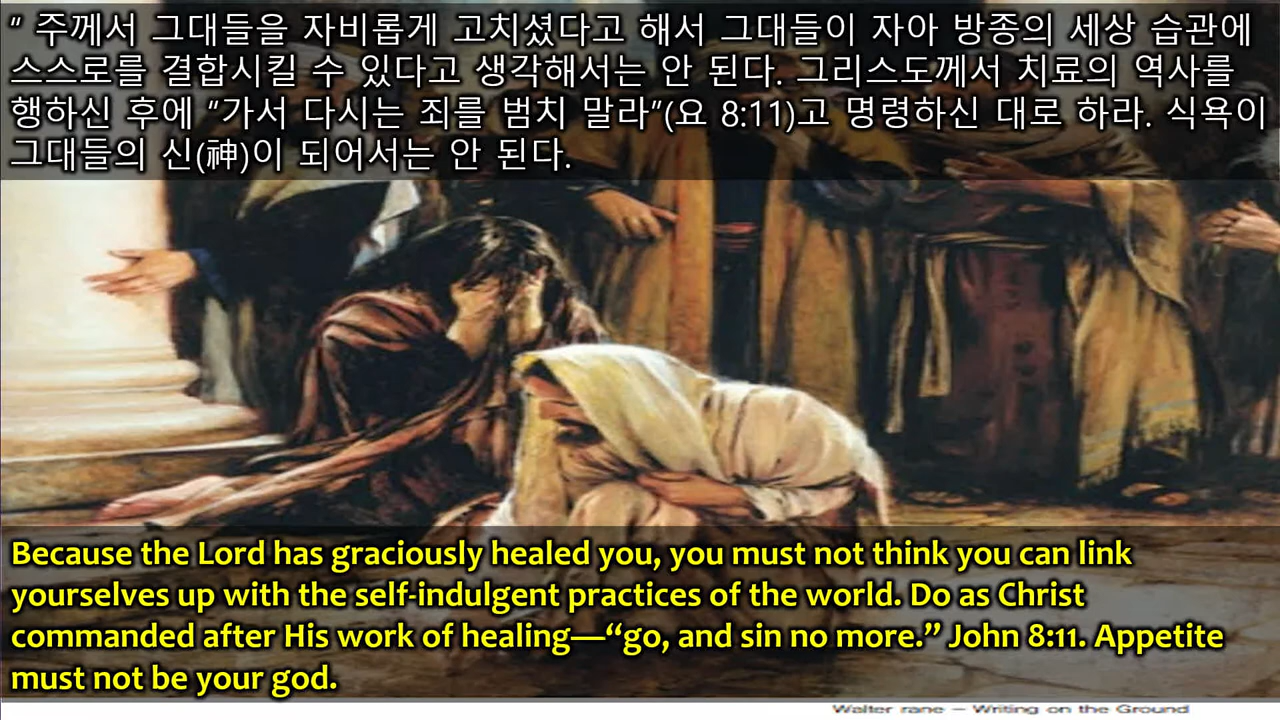 “ 주께서 그대들을 자비롭게 고치셨다고 해서 그대들이 자아 방종의 세상 습관에
스스로를 결합시킬 수 있다고 생각해서는 안 된다. 그리스도께서 치료의 역사를
행하신 후에 “가서 다시는 죄를 범치 말라”(요 8:11)고 명령하신 대로 하라. 식욕이
그대들의 신(神)이 되어서는 안 된다.
Because the Lord has graciously healed you, you must not think you can link
yourselves up with the self-indulgent practices of the world. Do as Christ
commanded after His work of healing—“go, and sin no more.” John 8:11. Appetite
must not be your god.
Walter rane – Writing on the Ground